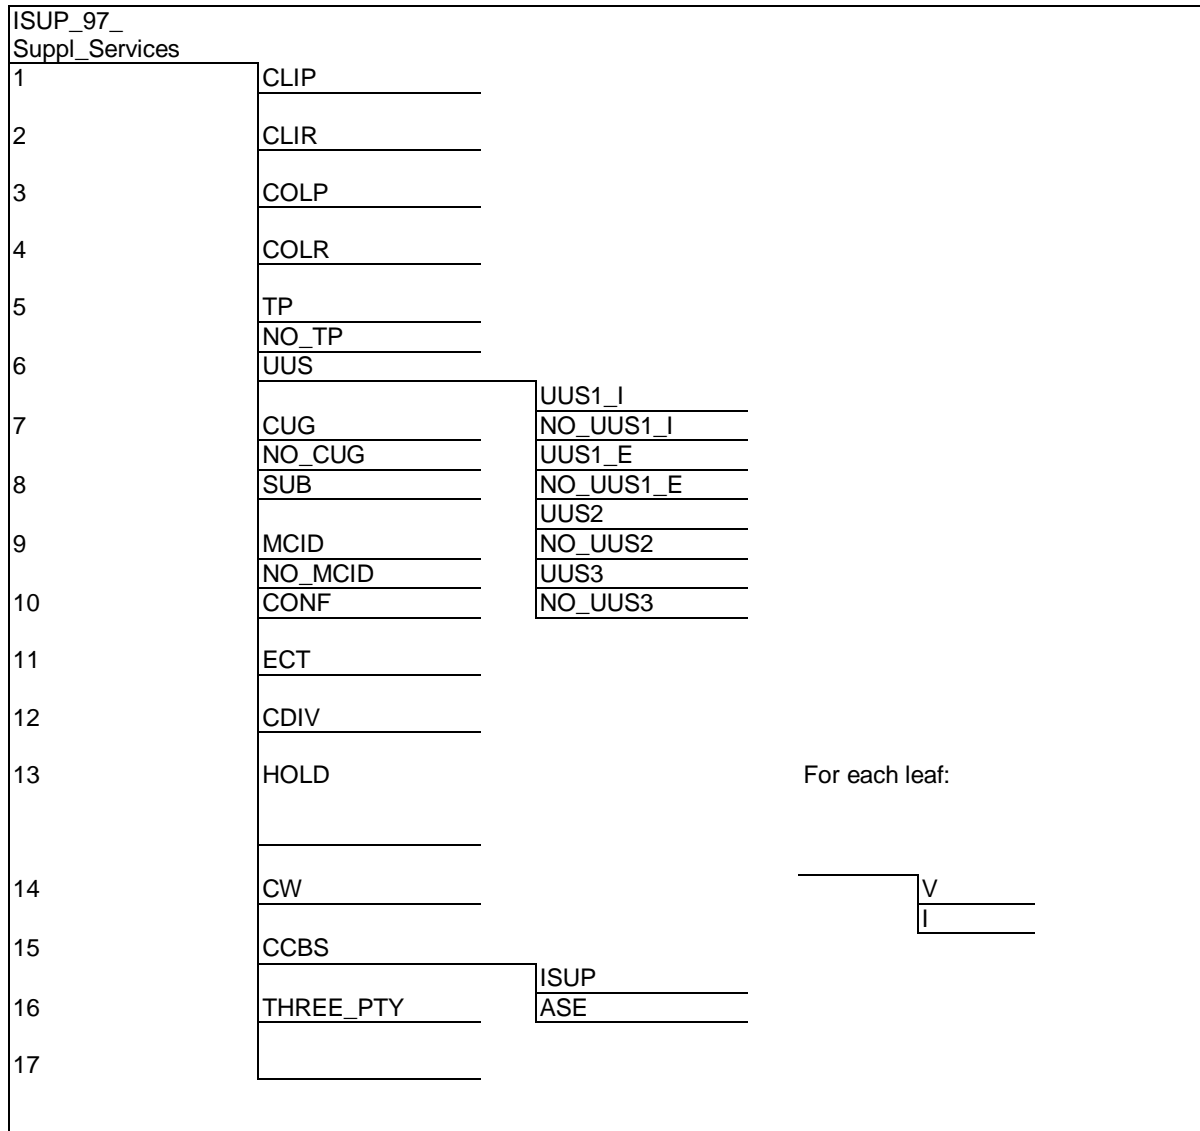 ISUP_97_
Suppl_Services
1 CLIP
2 CLIR
3 COLP
4 COLR
5 TP
NO_TP
6 UUS
UUS1_I
7 CUG NO_UUS1_I
NO_CUG UUS1_E
8 SUB NO_UUS1_E
UUS2
9 MCID NO_UUS2
NO_MCID UUS3
10 CONF NO_UUS3
11 ECT
12 CDIV
13 HOLD For each leaf:
14 CW V
I
15 CCBS
ISUP
16 THREE_PTY ASE
17